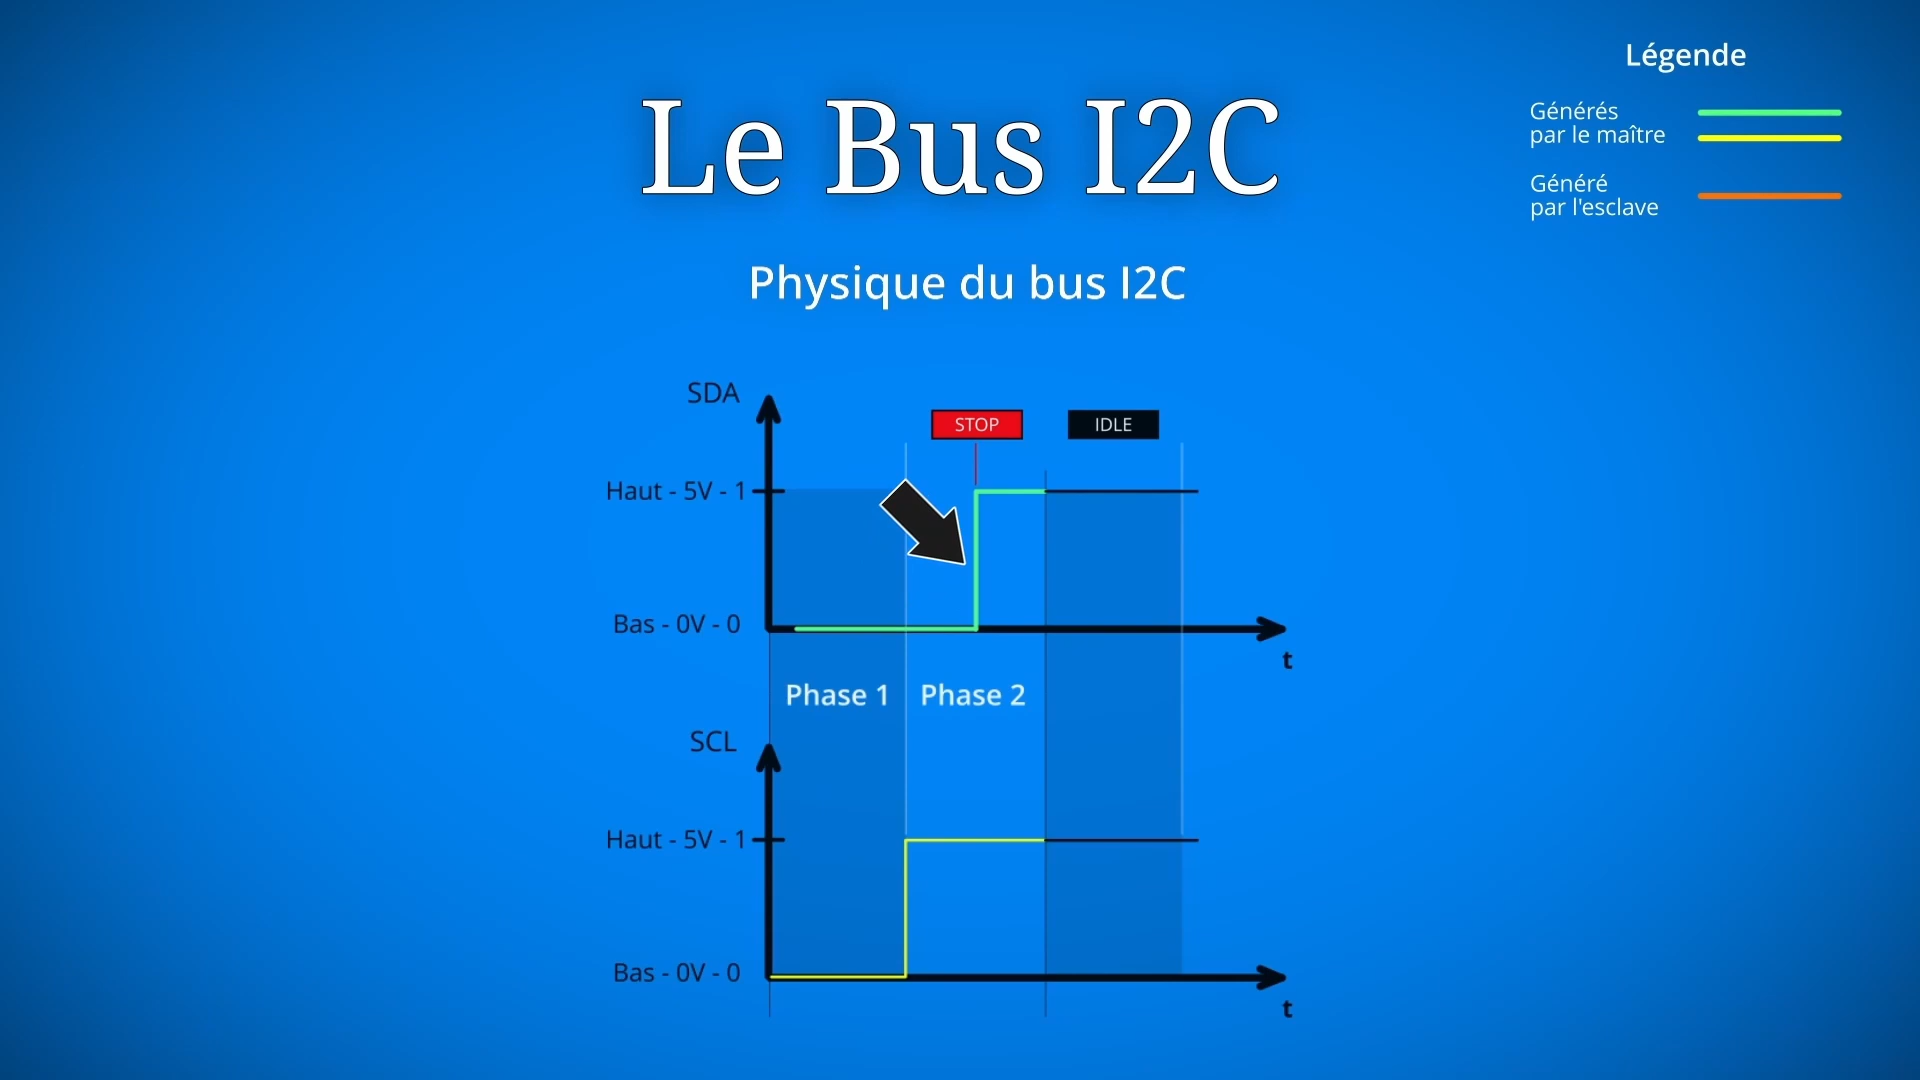 Légende
Générés
par le maître
Généré
par l'esclave
Le Bus I2C
Physique du bus I2C
SDA
STOP
IDLE
Haut - 5V - 1
Bas - 0V - 0
t
Phase 1
Phase 2
SCL
Haut - 5V - 1
Bas - 0V - 0
t